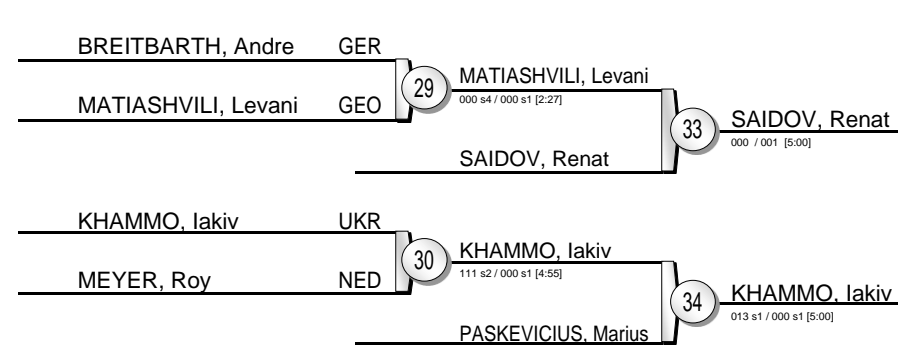 BREITBARTH, Andre GER
29
MATIASHVILI, Levani
000 s4 / 000 s1 [2:27]
MATIASHVILI, Levani GEO
33
SAIDOV, Renat
000 / 001 [5:00]
SAIDOV, Renat
KHAMMO, Iakiv UKR
30
KHAMMO, Iakiv
111 s2 / 000 s1 [4:55]
MEYER, Roy NED
34
KHAMMO, Iakiv
013 s1 / 000 s1 [5:00]
PASKEVICIUS, Marius